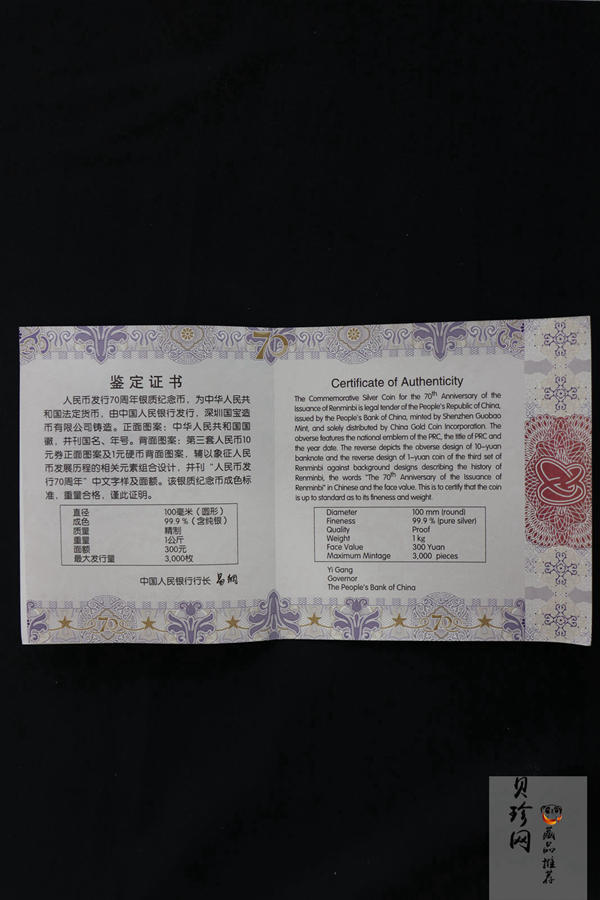 70
鉴定证书
人民币发行70周年银质纪念币，为中华人民共
和国法定货币，由中国人民银行发行，深圳国宝造
币有限公司铸造。正面图案：中华人民共和国国
徽，并刊国名、年号。背面图案：第三套人民币10
元券正面图案及1元硬币背面图案，辅以象征人民
币发展历程的相关元素组合设计，并刊“人民币发
行70周年”中文字样及面额。该银质纪念币成色标
准，重量合格，谨此证明。
直径 100毫米（圆形）
成色 99.9％（含纯银）
质量 精制
重量 1公斤
面额 300元
最大发行量 3,000枚
中国人民银行行长 易纲
70
Certificate of Authenticity
The Commemorative Silver Coin for the 70th Anniversary of the
Issuance of Renminbi is legal tender of the People's Republic of China,
issued by the People's Bank of China, minted by Shenzhen Guobao
Mint, and solely distributed by China Gold Coin Incorporation. The
obverse features the national emblem of the PRC, the title of PRC and
the year date. The reverse depicts the obverse design of 10-yuan
banknote and the reverse design of 1-yuan coin of the third set of
Renminbi against background designs describing the history of
Renminbi, the words "The 70th Anniversary of the Issuance of
Renminbi" in Chinese and the face value. This is to certify that the coin
is up to standard as to its fineness and weight.
Diameter 100 mm (round)
Fineness 99.9 % (pure silver)
Quality Proof
Weight 1 kg
Face Value 300 Yuan
Maximum Mintage 3,000 pieces
Yi Gang
Governor
The People's Bank of China
70
贝珍网
藏品推荐